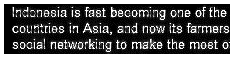 Indonesia is fast becoming one of the
countries in Asia, and now its farmers
social networking to make the most o